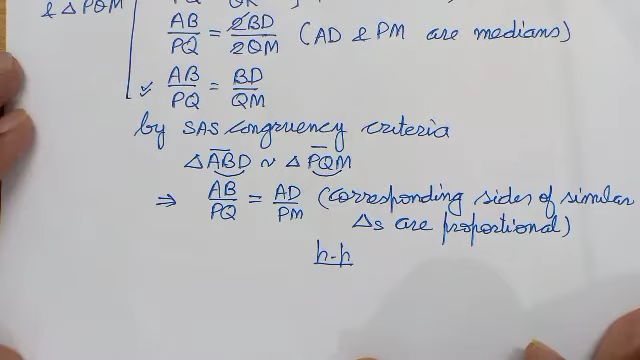 & Δ PQM
AB/PQ = 2BD/2QM (AD & PM are medians)
✓ AB/PQ = BD/QM
by SAS congruency criteria
Δ ABD ~ Δ PQM
⇒ AB/PQ = AD/PM (corresponding sides of similar
Δs are proportional)
h-p